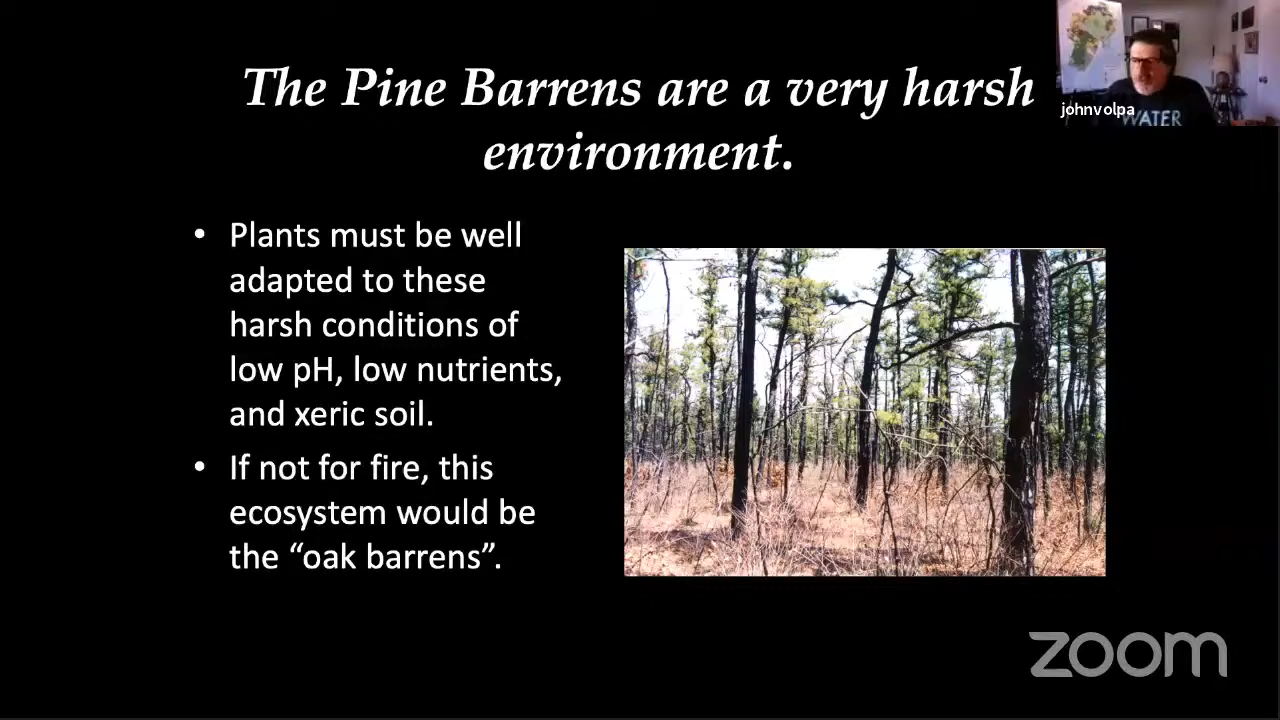 The Pine Barrens are a very harsh
environment.
johnvolpa
WATER
• Plants must be well
adapted to these
harsh conditions of
low pH, low nutrients,
and xeric soil.
• If not for fire, this
ecosystem would be
the “oak barrens”.
zoom